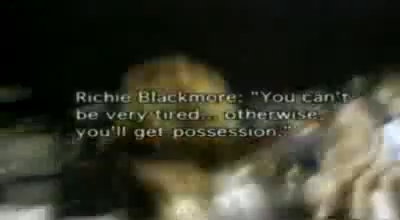 Richie Blackmore: "You can't
be very tired... otherwise,
you'll get possession."